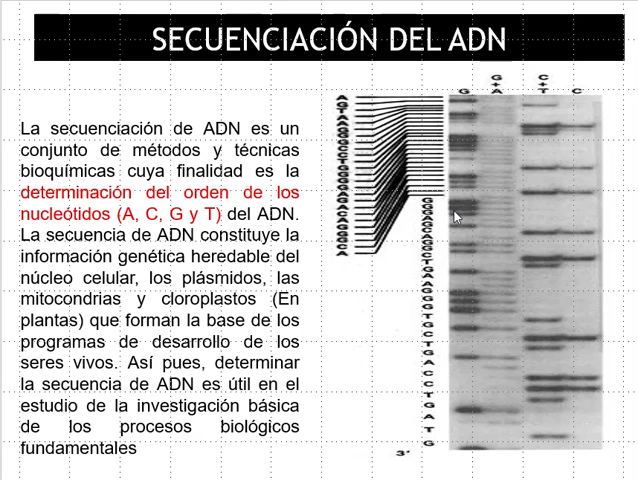 SECUENCIACIÓN DEL ADN
La secuenciación de ADN es un
conjunto de métodos y técnicas
bioquímicas cuya finalidad es la
determinación del orden de los
nucleótidos (A, C, G y T) del ADN.
La secuencia de ADN constituye la
información genética heredable del
núcleo celular, los plásmidos, las
mitocondrias y cloroplastos (En
plantas) que forman la base de los
programas de desarrollo de los
seres vivos. Así pues, determinar
la secuencia de ADN es útil en el
estudio de la investigación básica
de los procesos biológicos
fundamentales
G
G+A
C+T
C
3'